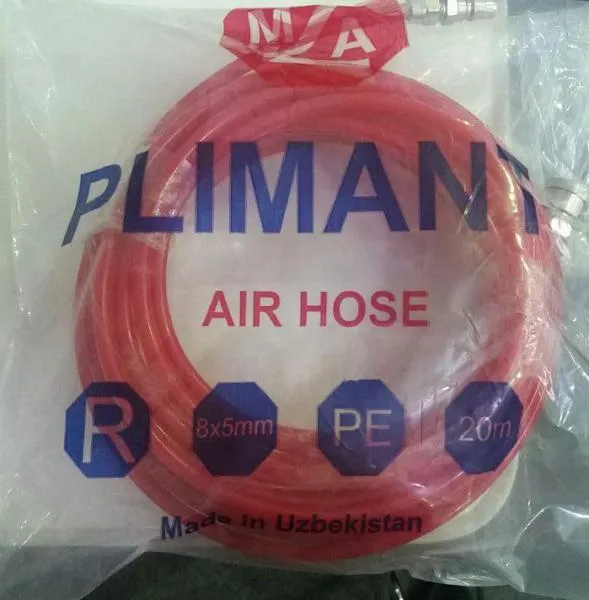 M A
PLIMANT
AIR HOSE
R 8x5mm PE 20m
Made in Uzbekistan